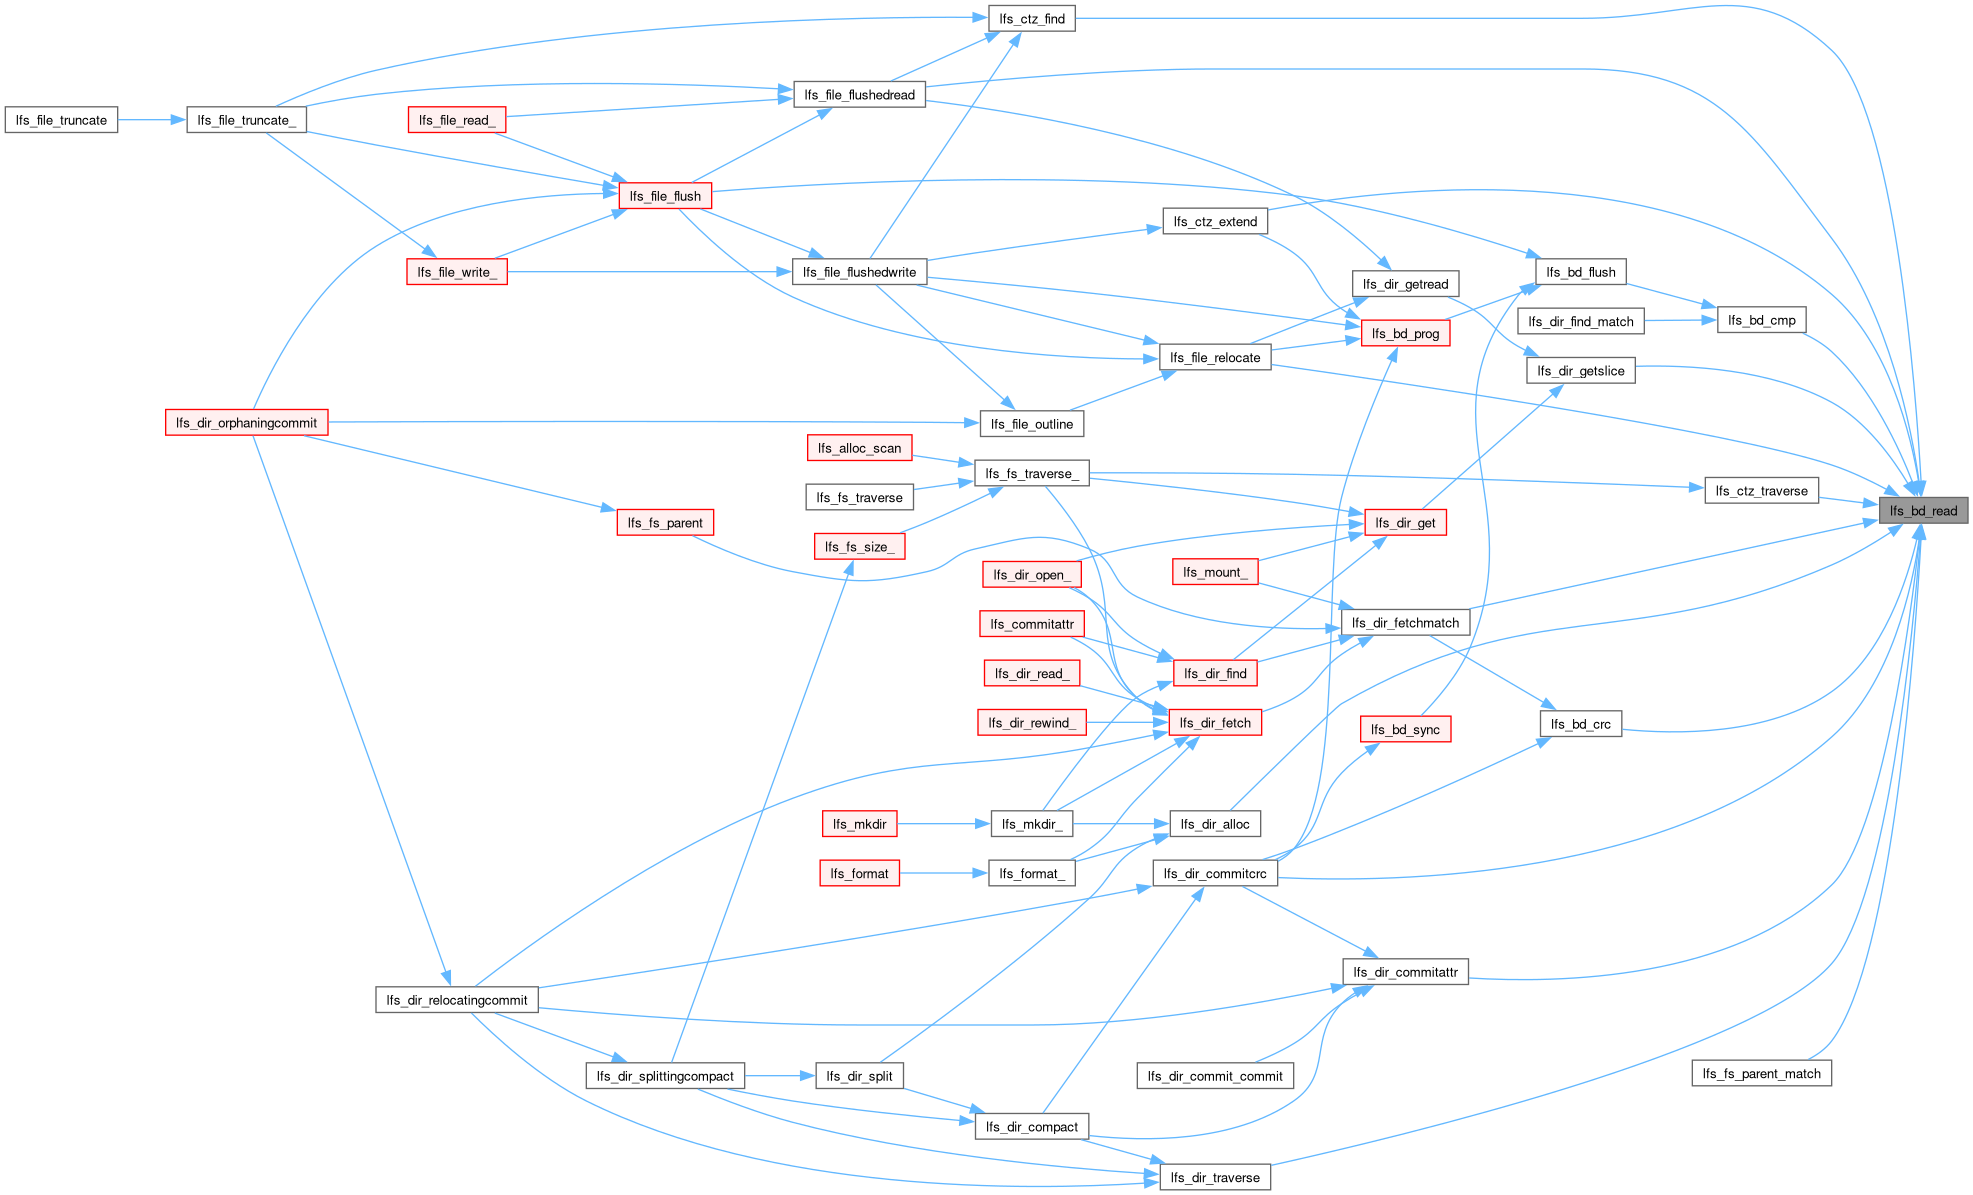 lfs_ctz_find
lfs_file_flushedread
lfs_file_truncate
lfs_file_truncate_
lfs_file_read_
lfs_file_flush
lfs_ctz_extend
lfs_file_write_
lfs_file_flushedwrite
lfs_dir_getread
lfs_bd_flush
lfs_dir_find_match
lfs_bd_cmp
lfs_bd_prog
lfs_file_relocate
lfs_dir_getslice
lfs_dir_orphaningcommit
lfs_file_outline
lfs_alloc_scan
lfs_fs_traverse_
lfs_fs_traverse
lfs_ctz_traverse
lfs_bd_read
lfs_fs_parent
lfs_dir_get
lfs_fs_size_
lfs_dir_open_
lfs_mount_
lfs_commitattr
lfs_dir_fetchmatch
lfs_dir_read_
lfs_dir_find
lfs_dir_rewind_
lfs_dir_fetch
lfs_bd_sync
lfs_bd_crc
lfs_mkdir
lfs_mkdir_
lfs_dir_alloc
lfs_format
lfs_format_
lfs_dir_commitcrc
lfs_dir_relocatingcommit
lfs_dir_commitattr
lfs_dir_splittingcompact
lfs_dir_split
lfs_dir_commit_commit
lfs_fs_parent_match
lfs_dir_compact
lfs_dir_traverse